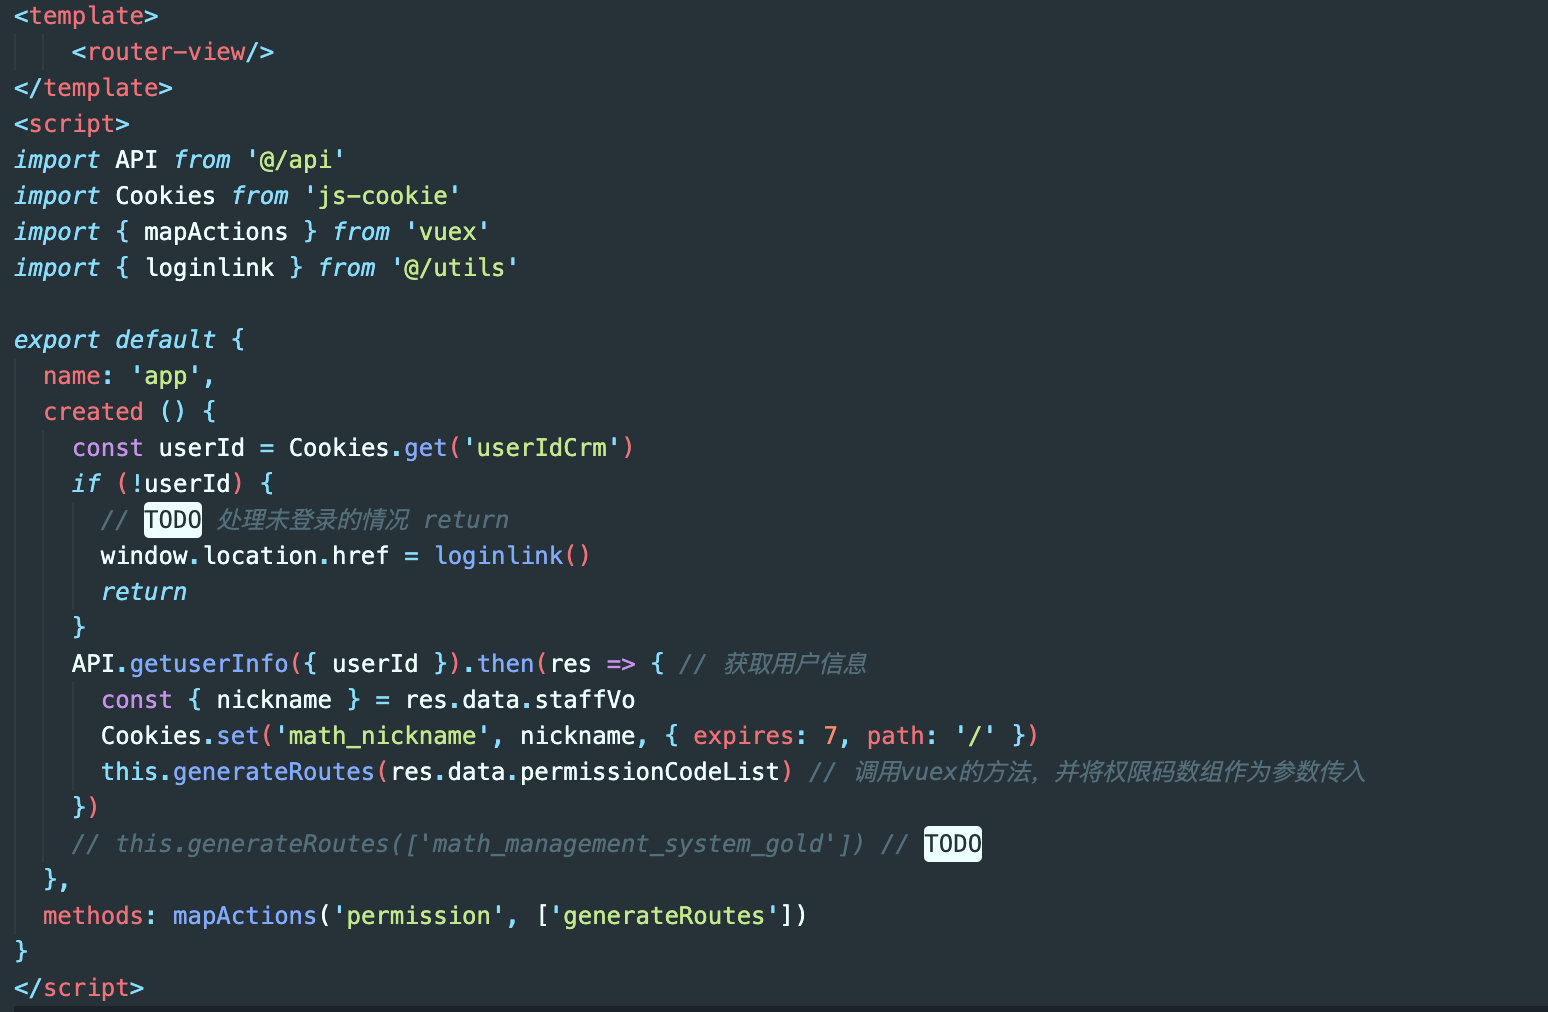 <template>
    <router-view/>
</template>
<script>
import API from '@/api'
import Cookies from 'js-cookie'
import { mapActions } from 'vuex'
import { loginlink } from '@/utils'

export default {
  name: 'app',
  created () {
    const userId = Cookies.get('userIdCrm')
    if (!userId) {
      // TODO 处理未登录的情况 return
      window.location.href = loginlink()
      return
    }
    API.getuserInfo({ userId }).then(res => { // 获取用户信息
      const { nickname } = res.data.staffVo
      Cookies.set('math_nickname', nickname, { expires: 7, path: '/' })
      this.generateRoutes(res.data.permissionCodeList) // 调用vuex的方法，并将权限码数组作为参数传入
    })
    // this.generateRoutes(['math_management_system_gold']) // TODO
  },
  methods: mapActions('permission', ['generateRoutes'])
}
</script>